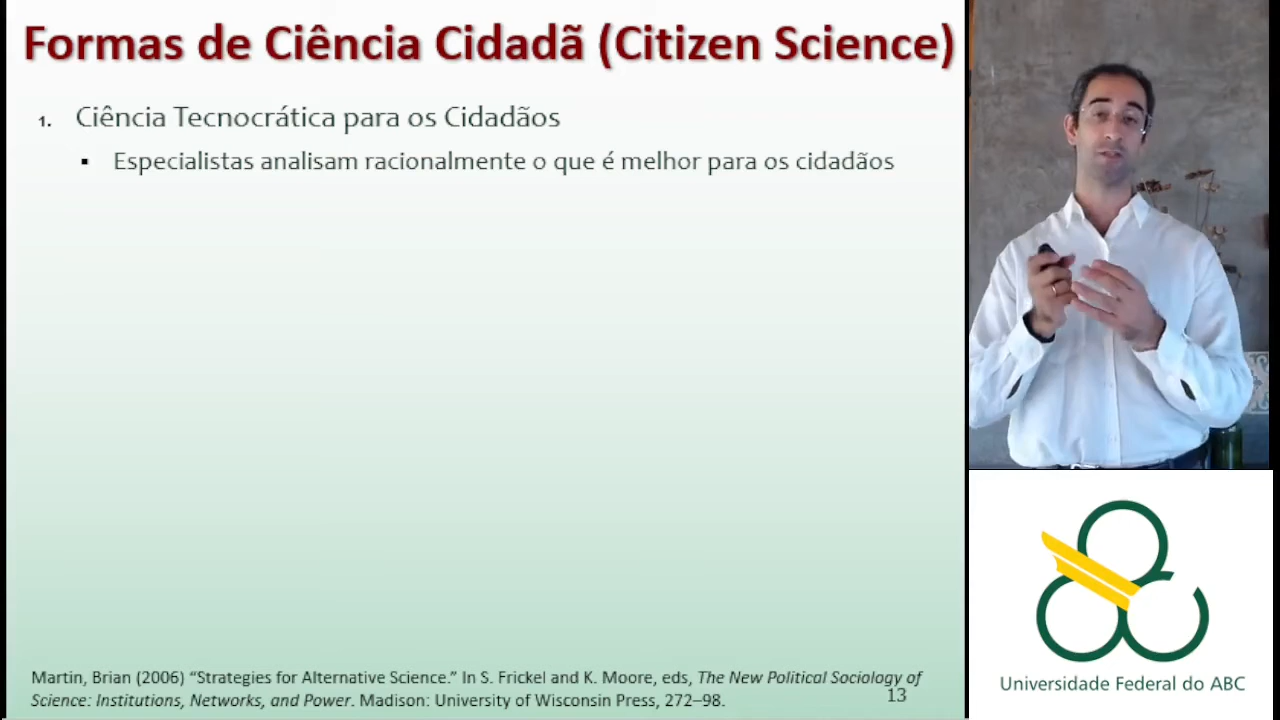 Formas de Ciência Cidadã (Citizen Science)
1. Ciência Tecnocrática para os Cidadãos
▪ Especialistas analisam racionalmente o que é melhor para os cidadãos
Martin, Brian (2006) “Strategies for Alternative Science.” In S. Frickel and K. Moore, eds, The New Political Sociology of
Science: Institutions, Networks, and Power. Madison: University of Wisconsin Press, 272–98.
13
Universidade Federal do ABC